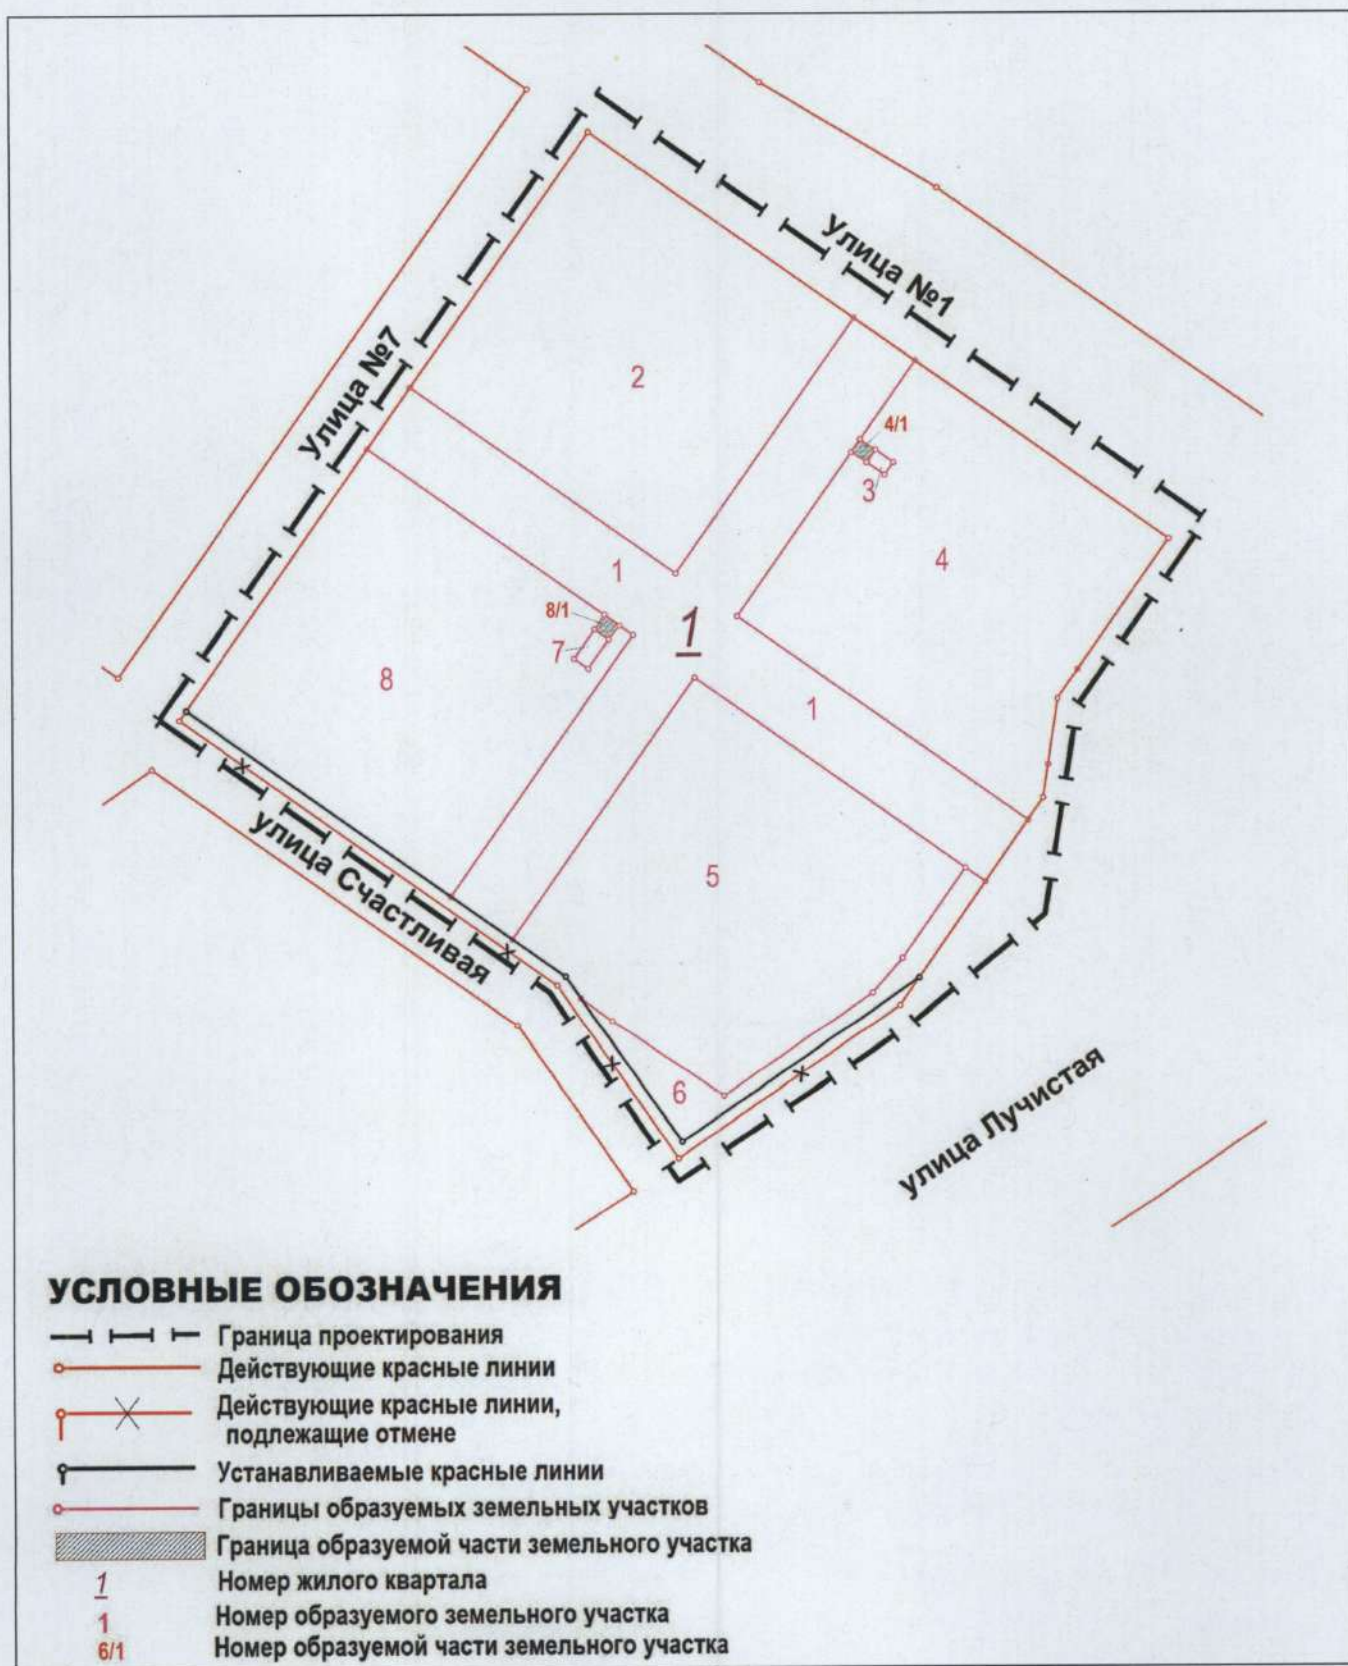 Улица №1
Улица №7
2
4/1
3
4
1
8/1
1
7
8
1
5
улица Счастливая
6
улица Лучистая
УСЛОВНЫЕ ОБОЗНАЧЕНИЯ
Граница проектирования
Действующие красные линии
Действующие красные линии,
подлежащие отмене
Устанавливаемые красные линии
Границы образуемых земельных участков
Граница образуемой части земельного участка
1 Номер жилого квартала
1 Номер образуемого земельного участка
6/1 Номер образуемой части земельного участка